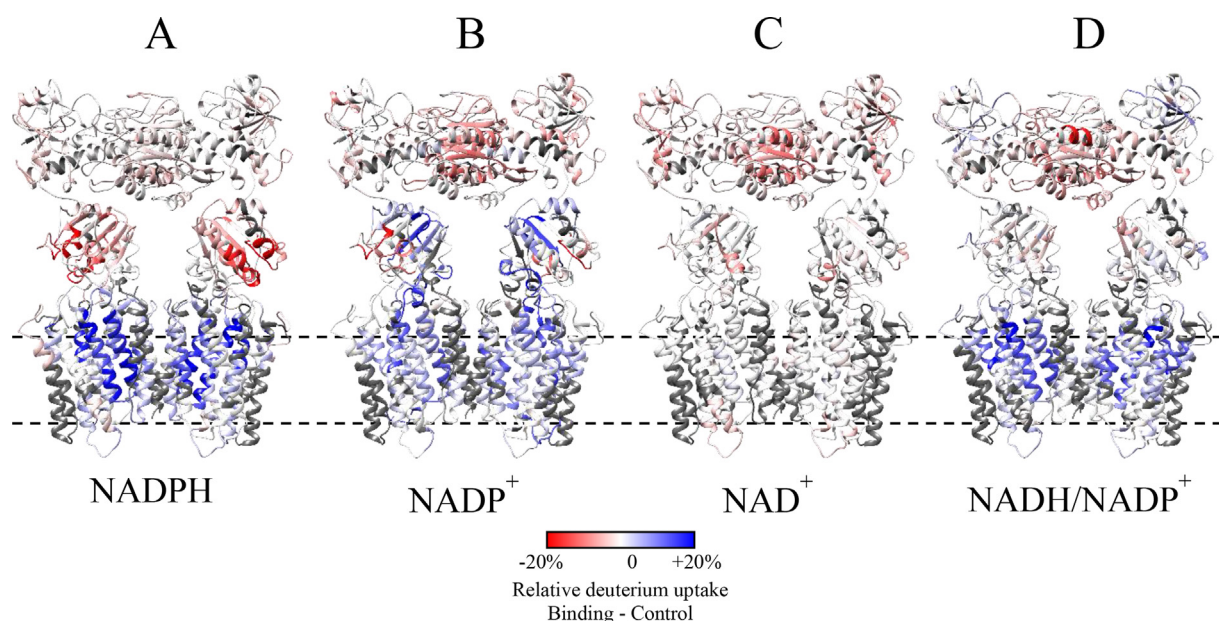 A B C D
NADPH NADP+ NAD+ NADH/NADP+
-20% 0 +20%
Relative deuterium uptake
Binding - Control